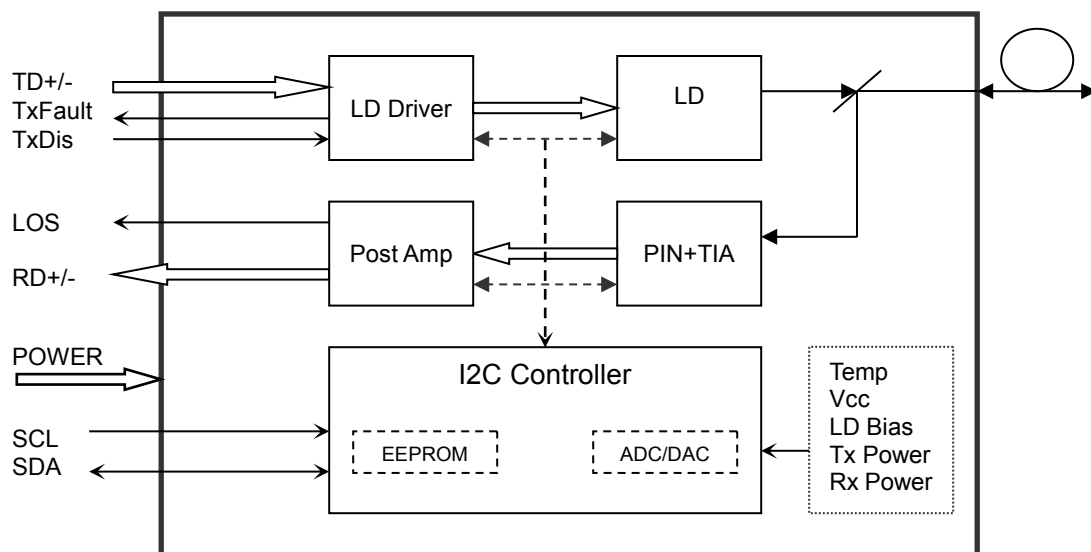 TD+/-
TxFault
TxDis
LD Driver
LD
LOS
RD+/-
Post Amp
PIN+TIA
POWER
SCL
SDA
I2C Controller
EEPROM
ADC/DAC
Temp
Vcc
LD Bias
Tx Power
Rx Power